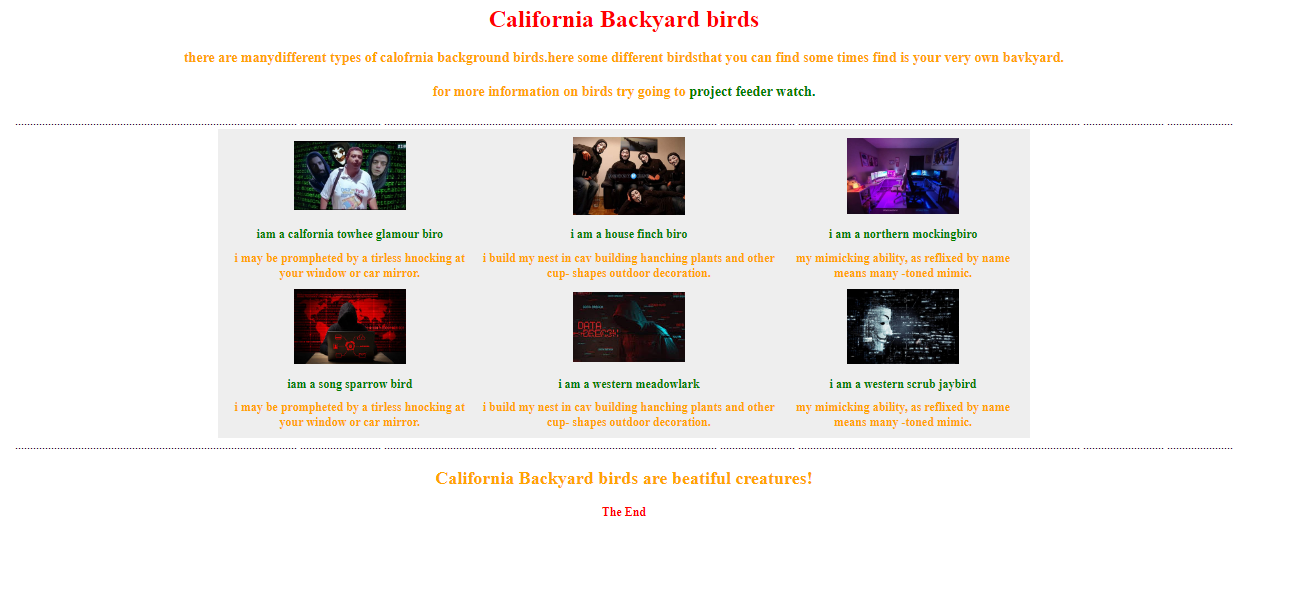 California Backyard birds
there are manydifferent types of calofrnia background birds.here some different birdsthat you can find some times find is your very own bavkyard.
for more information on birds try going to project feeder watch.
iam a calfornia towhee glamour biro
i am a house finch biro
i am a northern mockingbiro
i may be prompheted by a tirless hnocking at
your window or car mirror.
i build my nest in cav building hanching plants and other
cup- shapes outdoor decoration.
my mimicking ability, as reflixed by name
means many -toned mimic.
DATA
iam a song sparrow bird
i am a western meadowlark
i am a western scrub jaybird
i may be prompheted by a tirless hnocking at
your window or car mirror.
i build my nest in cav building hanching plants and other
cup- shapes outdoor decoration.
my mimicking ability, as reflixed by name
means many -toned mimic.
California Backyard birds are beatiful creatures!
The End